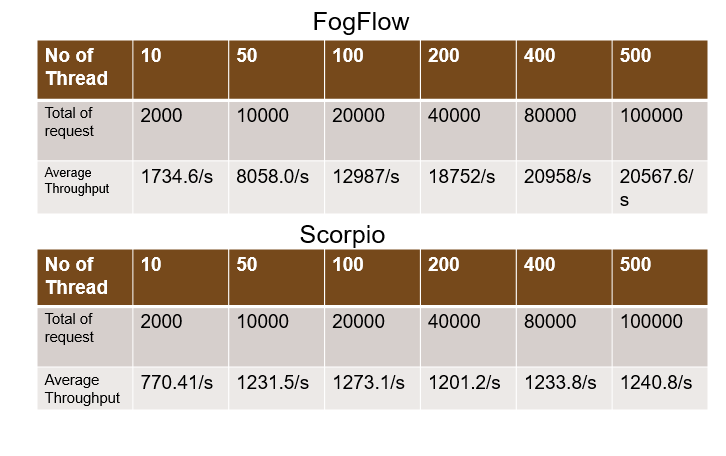 FogFlow
No of Thread 10 50 100 200 400 500
Total of request 2000 10000 20000 40000 80000 100000
Average Throughput 1734.6/s 8058.0/s 12987/s 18752/s 20958/s 20567.6/s
Scorpio
No of Thread 10 50 100 200 400 500
Total of request 2000 10000 20000 40000 80000 100000
Average Throughput 770.41/s 1231.5/s 1273.1/s 1201.2/s 1233.8/s 1240.8/s